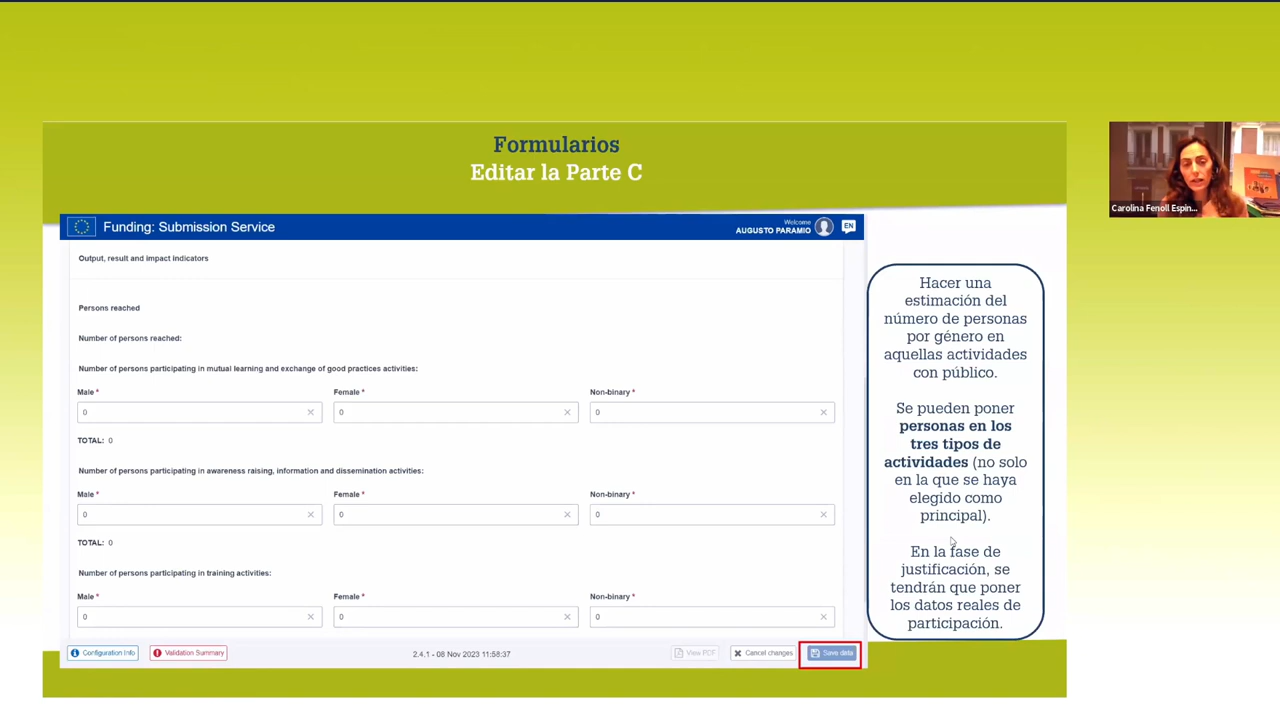 Formularios
Editar la Parte C
Funding: Submission Service
Welcome
AUGUSTO PARAMIO
EN
Output, result and impact indicators
Persons reached
Number of persons reached:
Number of persons participating in mutual learning and exchange of good practices activities:
Male * Female * Non-binary *
0 0 0
TOTAL: 0
Number of persons participating in awareness raising, information and dissemination activities:
Male * Female * Non-binary *
0 0 0
TOTAL: 0
Number of persons participating in training activities:
Male * Female * Non-binary *
0 0 0
Configuration Info Validation Summary 2.4.1 - 08 Nov 2023 11:58:37 View PDF Cancel changes Save data
Hacer una
estimación del
número de personas
por género en
aquellas actividades
con público.
Se pueden poner
personas en los
tres tipos de
actividades (no solo
en la que se haya
elegido como
principal).
En la fase de
justificación, se
tendrán que poner
los datos reales de
participación.
Carolina Fenoll Espin...